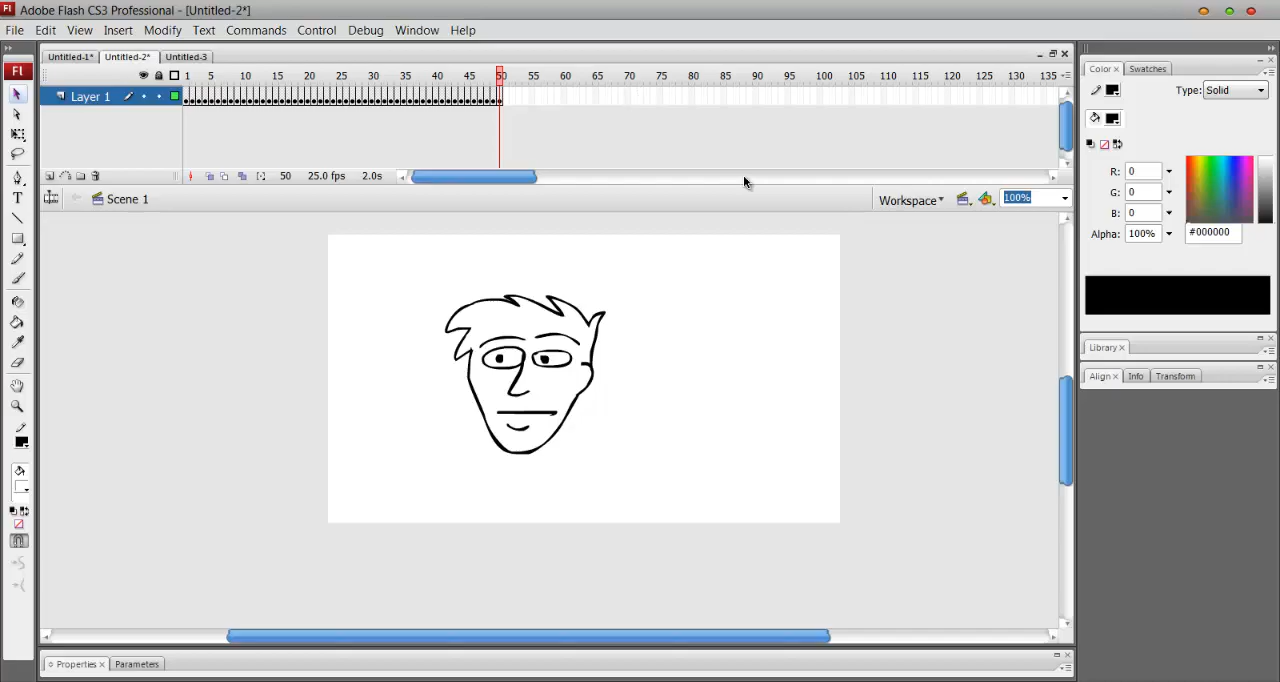 Fl Adobe Flash CS3 Professional - [Untitled-2*]
File Edit View Insert Modify Text Commands Control Debug Window Help
Untitled-1* Untitled-2* Untitled-3
1 5 10 15 20 25 30 35 40 45 50 55 60 65 70 75 80 85 90 95 100 105 110 115 120 125 130 135
Layer 1
50 25.0 fps 2.0s
Scene 1
Workspace 100%
Fl
T
Color Swatches
Type: Solid
R: 0
G: 0
B: 0
Alpha: 100% #000000
Library
Align Info Transform
Properties Parameters